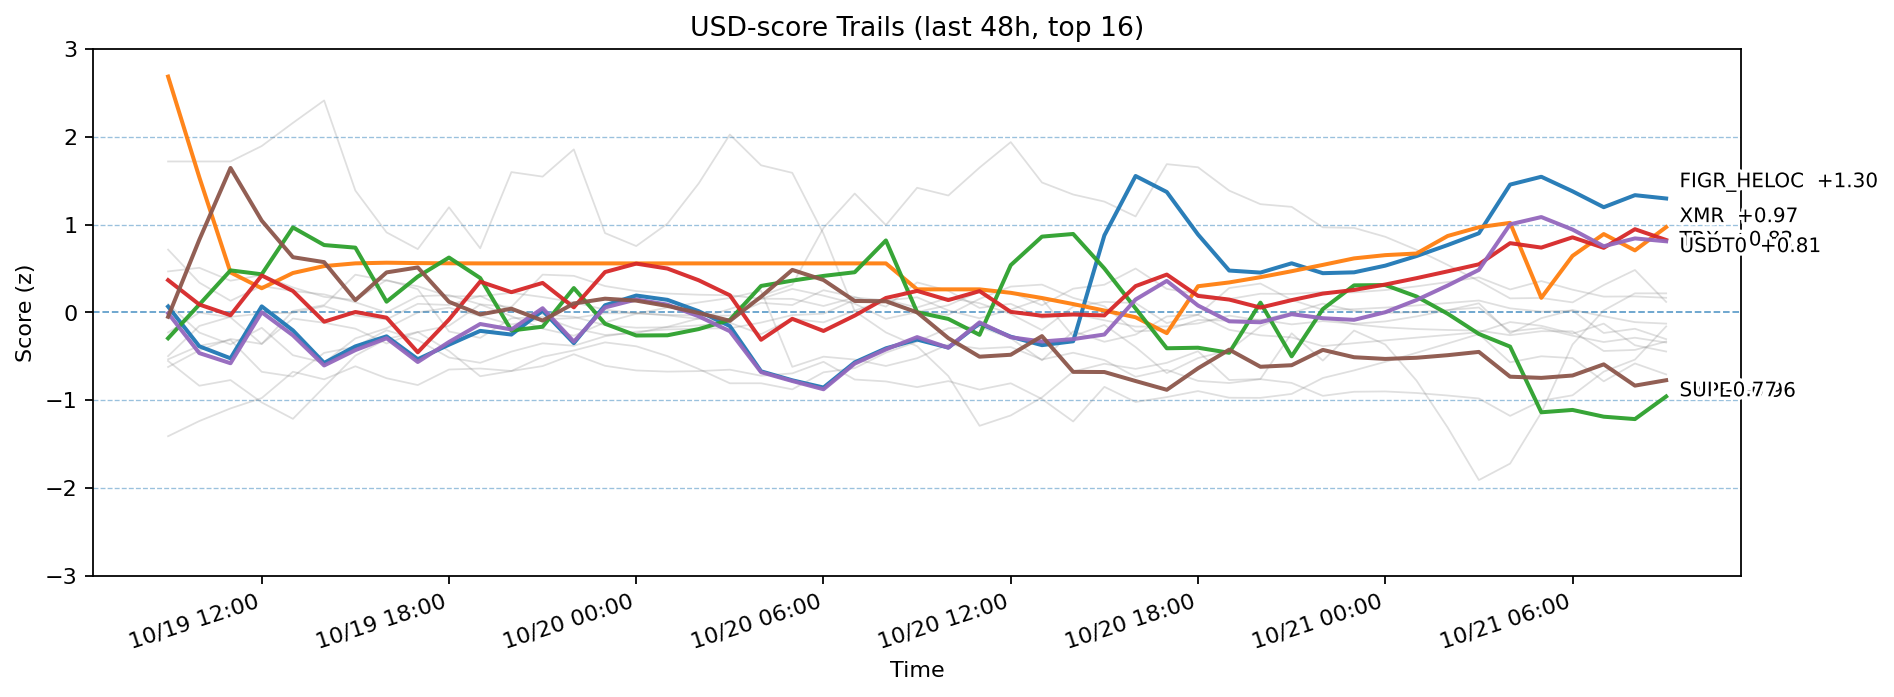 USD-score Trails (last 48h, top 16)
Score (z)
3
2
1
0
−1
−2
−3
FIGR_HELOC +1.30
XMR +0.97
USDT0 +0.81
10/19 12:00
10/19 18:00
10/20 00:00
10/20 06:00
10/20 12:00
10/20 18:00
10/21 00:00
10/21 06:00
Time